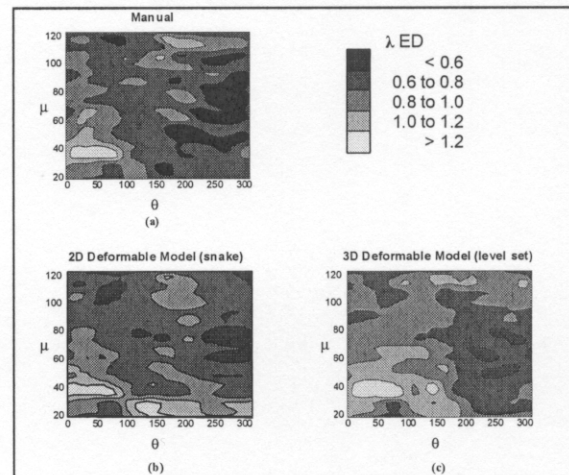 Manual
120
100
80
μ 60
40
20
0 50 100 150 200 250 300
θ
(a)
λ ED
< 0.6
0.6 to 0.8
0.8 to 1.0
1.0 to 1.2
> 1.2
2D Deformable Model (snake)
120
100
80
μ 60
40
20
0 50 100 150 200 250 300
θ
(b)
3D Deformable Model (level set)
120
100
80
μ 60
40
20
0 50 100 150 200 250 300
θ
(c)